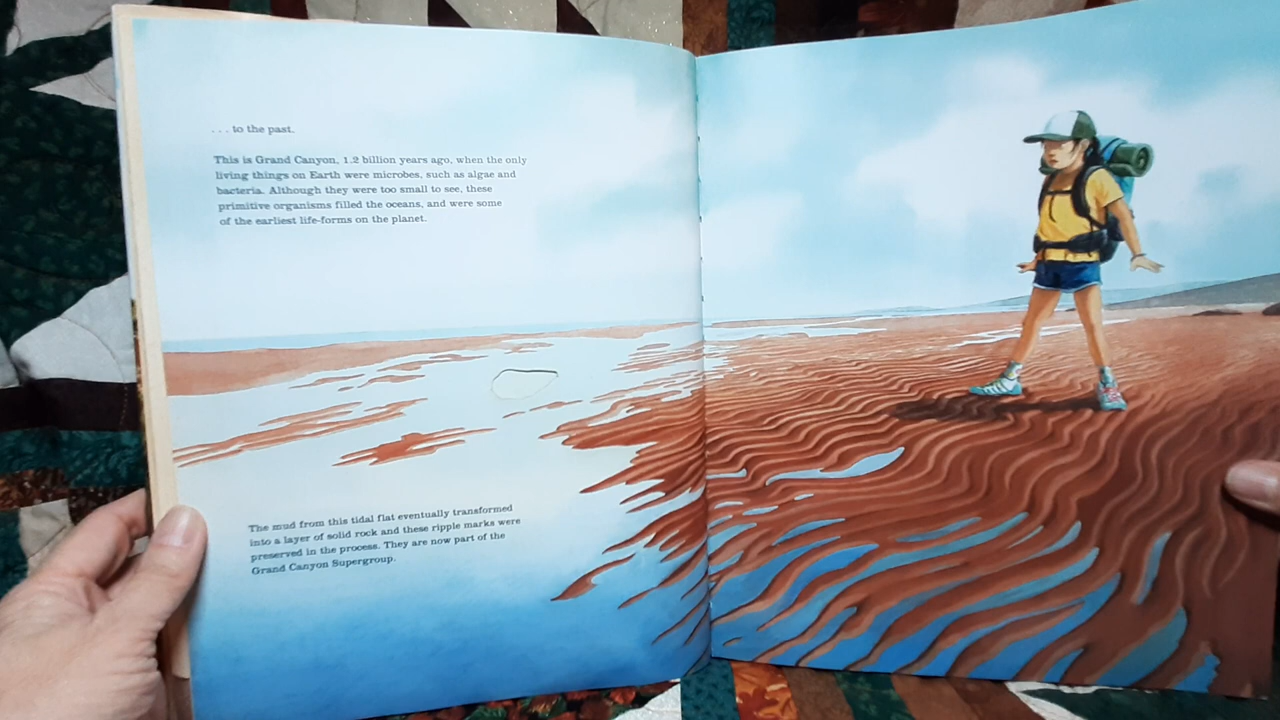 . . . to the past.
This is Grand Canyon, 1.2 billion years ago, when the only
living things on Earth were microbes, such as algae and
bacteria. Although they were too small to see, these
primitive organisms filled the oceans, and were some
of the earliest life-forms on the planet.
The mud from this tidal flat eventually transformed
into a layer of solid rock and these ripple marks were
preserved in the process. They are now part of the
Grand Canyon Supergroup.